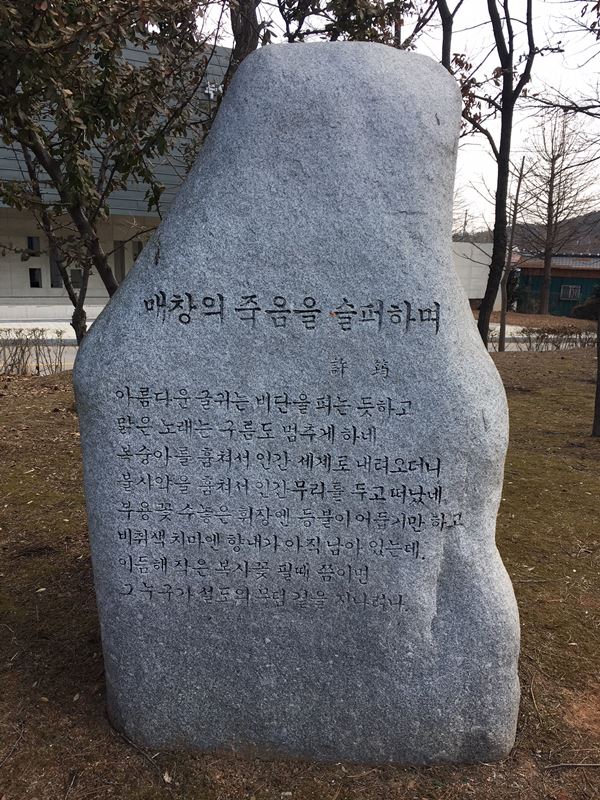 매창의 죽음을 슬퍼하며
許 筠
아름다운 글귀는 비단을 펴는 듯하고
맑은 노래는 구름도 멈추게 하네
복숭아를 훔쳐서 인간 세계로 내려오더니
불사약을 훔쳐서 인간무리를 두고 떠났네.
부용꽃 수놓은 휘장엔 등불이 어둡지만 하고
비취색 치마엔 향내가 아직 남아 있는데.
이듬해 작은 복사꽃 필때 쯤이면
그 누구가 설도의 무덤 길을 지나려나.